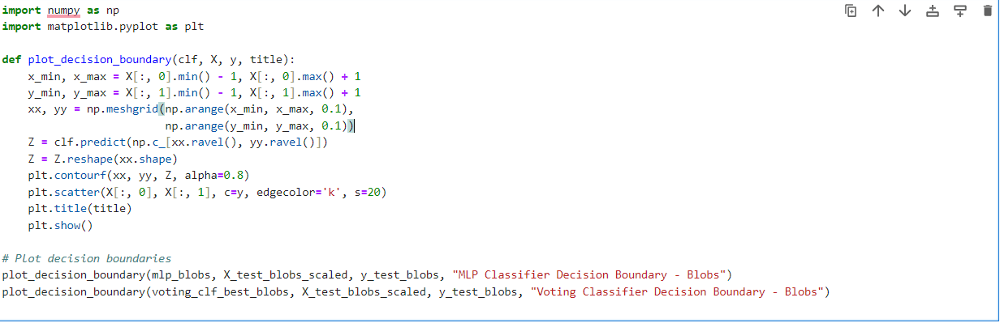 import numpy as np
import matplotlib.pyplot as plt
def plot_decision_boundary(clf, X, y, title):
    x_min, x_max = X[:, 0].min() - 1, X[:, 0].max() + 1
    y_min, y_max = X[:, 1].min() - 1, X[:, 1].max() + 1
    xx, yy = np.meshgrid(np.arange(x_min, x_max, 0.1),
                         np.arange(y_min, y_max, 0.1))
    Z = clf.predict(np.c_[xx.ravel(), yy.ravel()])
    Z = Z.reshape(xx.shape)
    plt.contourf(xx, yy, Z, alpha=0.8)
    plt.scatter(X[:, 0], X[:, 1], c=y, edgecolor='k', s=20)
    plt.title(title)
    plt.show()
# Plot decision boundaries
plot_decision_boundary(mlp_blobs, X_test_blobs_scaled, y_test_blobs, "MLP Classifier Decision Boundary - Blobs")
plot_decision_boundary(voting_clf_best_blobs, X_test_blobs_scaled, y_test_blobs, "Voting Classifier Decision Boundary - Blobs")